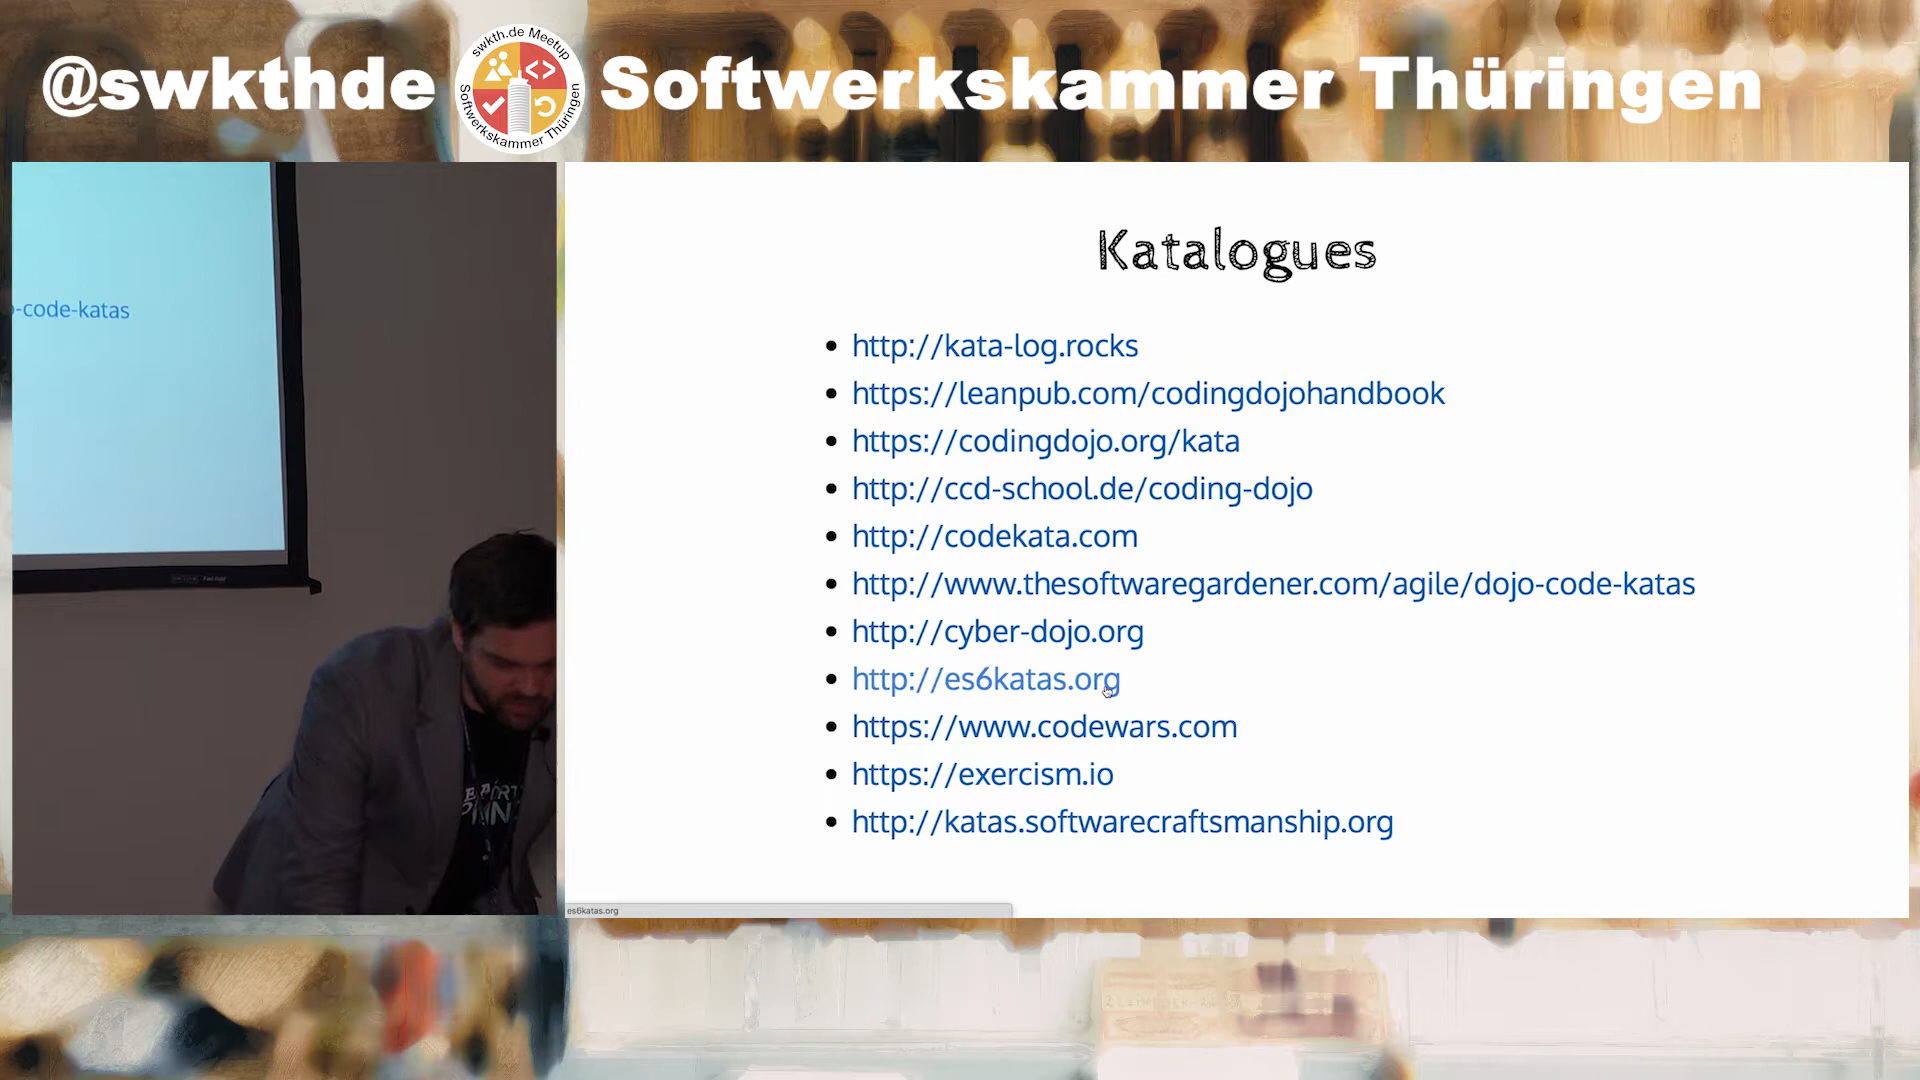 @swkthde
swkth.de Meetup
Softwerkskammer Thüringen
Softwerkskammer Thüringen
-code-katas
Katalogues
http://kata-log.rocks
https://leanpub.com/codingdojohandbook
https://codingdojo.org/kata
http://ccd-school.de/coding-dojo
http://codekata.com
http://www.thesoftwaregardener.com/agile/dojo-code-katas
http://cyber-dojo.org
http://es6katas.org
https://www.codewars.com
https://exercism.io
http://katas.softwarecraftsmanship.org
es6katas.org